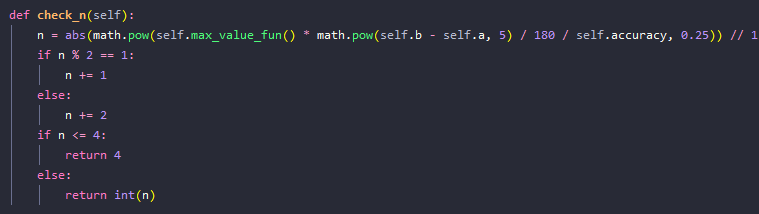 def check_n(self):
    n = abs(math.pow(self.max_value_fun() * math.pow(self.b - self.a, 5) / 180 / self.accuracy, 0.25)) // 1
    if n % 2 == 1:
        n += 1
    else:
        n += 2
    if n <= 4:
        return 4
    else:
        return int(n)